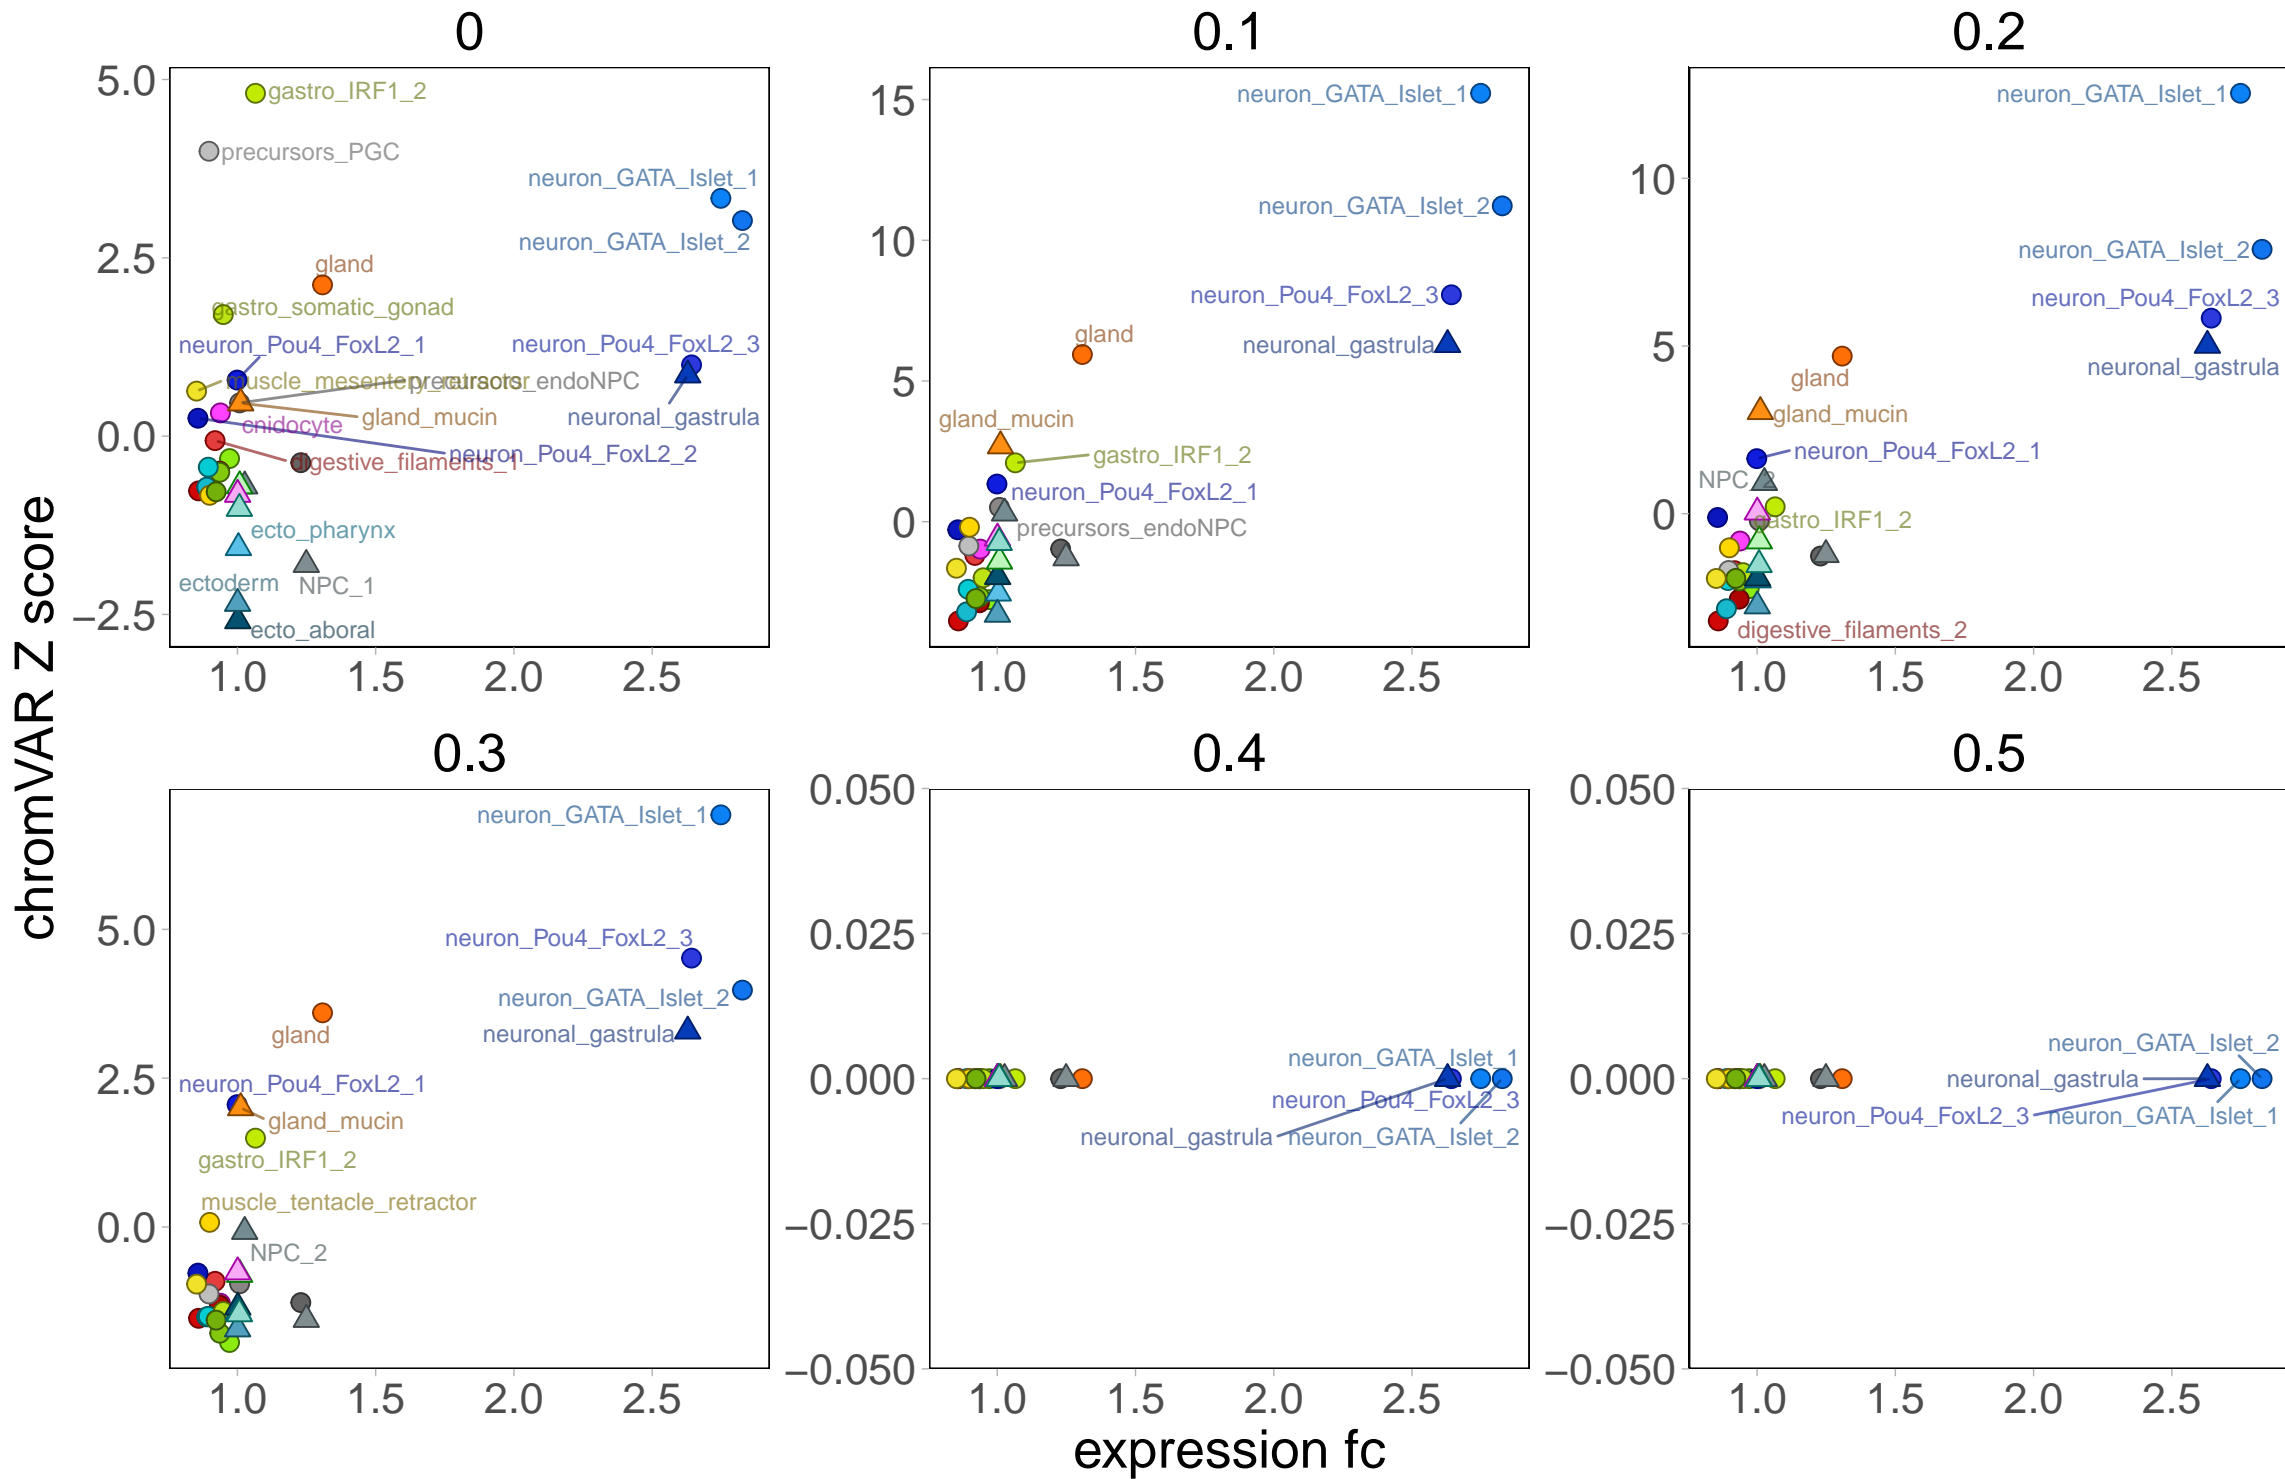 0
0.1
0.2
5.0
2.5
0.0
−2.5
gastro_IRF1_2
precursors_PGC
neuron_GATA_Islet_1
neuron_GATA_Islet_2
gland
gastro_somatic_gonad
neuron_Pou4_FoxL2_1
neuron_Pou4_FoxL2_3
muscle_mesentery_retractor
precursors_endoNPC
gland_mucin
neuronal_gastrula
cnidocyte
neuron_Pou4_FoxL2_2
digestive_filaments_1
ecto_pharynx
ectoderm
NPC_1
ecto_aboral
1.0 1.5 2.0 2.5
15
10
5
0
neuron_GATA_Islet_1
neuron_GATA_Islet_2
neuron_Pou4_FoxL2_3
gland
neuronal_gastrula
gland_mucin
gastro_IRF1_2
neuron_Pou4_FoxL2_1
precursors_endoNPC
1.0 1.5 2.0 2.5
10
5
0
neuron_GATA_Islet_1
neuron_GATA_Islet_2
neuron_Pou4_FoxL2_3
neuronal_gastrula
gland
gland_mucin
neuron_Pou4_FoxL2_1
NPC_2
gastro_IRF1_2
digestive_filaments_2
1.0 1.5 2.0 2.5
chromVAR Z score
0.3
0.4
0.5
5.0
2.5
0.0
neuron_GATA_Islet_1
neuron_Pou4_FoxL2_3
neuron_GATA_Islet_2
gland
neuronal_gastrula
neuron_Pou4_FoxL2_1
gland_mucin
gastro_IRF1_2
muscle_tentacle_retractor
NPC_2
1.0 1.5 2.0 2.5
0.050
0.025
0.000
−0.025
−0.050
neuron_GATA_Islet_1
neuron_Pou4_FoxL2_3
neuronal_gastrula
neuron_GATA_Islet_2
1.0 1.5 2.0 2.5
0.050
0.025
0.000
−0.025
−0.050
neuron_GATA_Islet_2
neuronal_gastrula
neuron_Pou4_FoxL2_3
neuron_GATA_Islet_1
1.0 1.5 2.0 2.5
expression fc